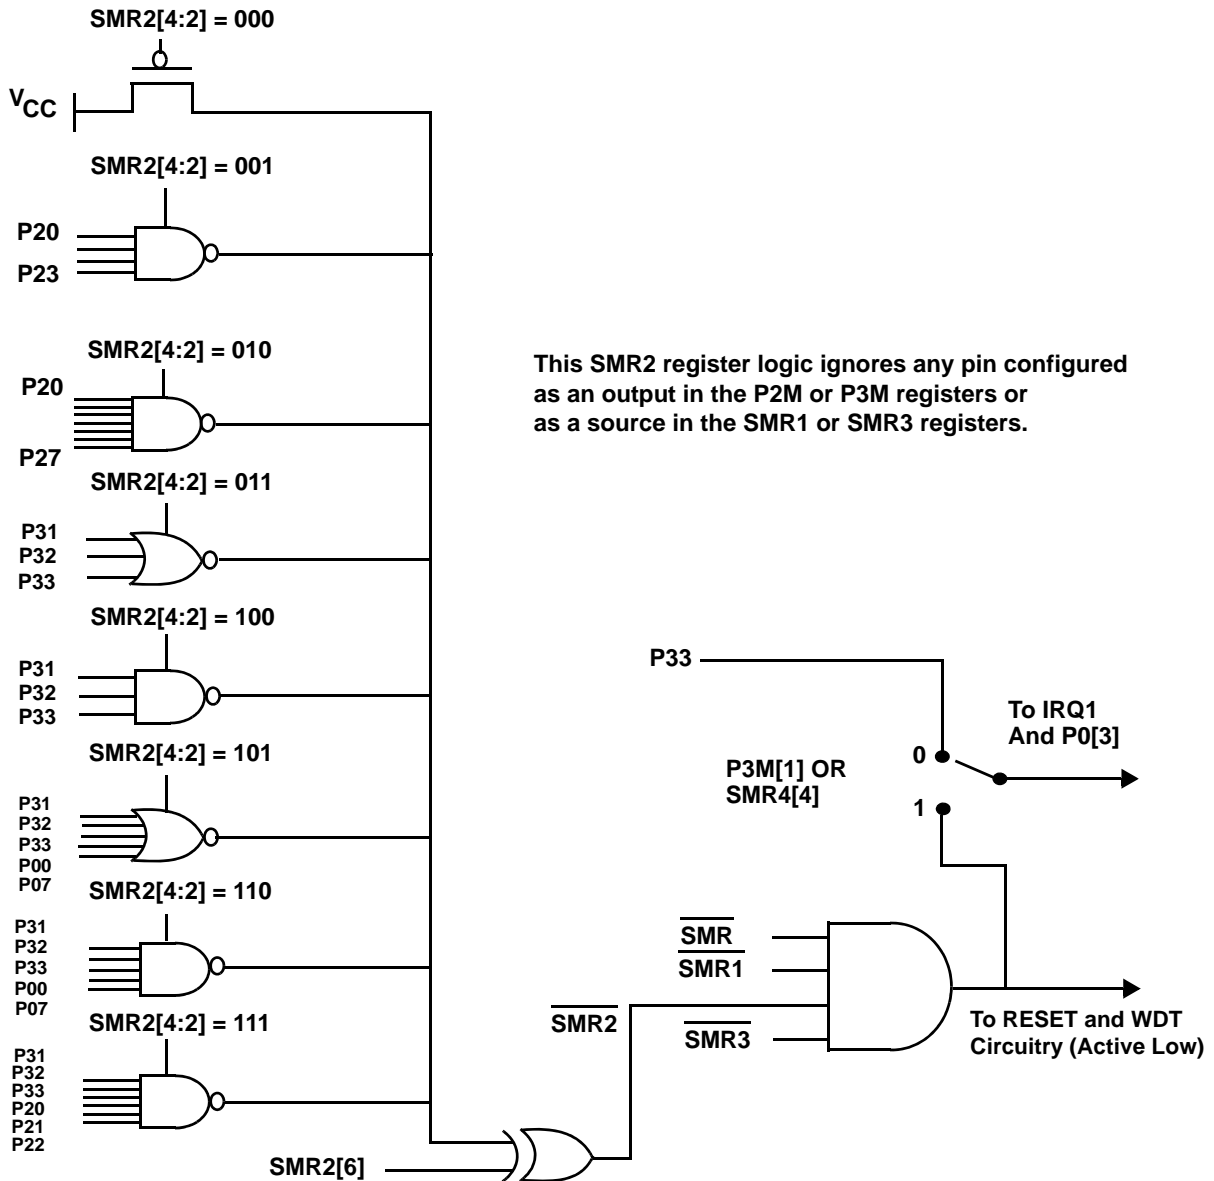 SMR2[4:2] = 000
VCC
SMR2[4:2] = 001
P20
P23
SMR2[4:2] = 010
P20
P27
This SMR2 register logic ignores any pin configured
as an output in the P2M or P3M registers or
as a source in the SMR1 or SMR3 registers.
SMR2[4:2] = 011
P31
P32
P33
SMR2[4:2] = 100
P31
P32
P33
SMR2[4:2] = 101
P31
P32
P33
P00
P07
SMR2[4:2] = 110
P31
P32
P33
P00
P07
SMR2[4:2] = 111
P31
P32
P33
P20
P21
P22
SMR2[6]
P33
0
1
P3M[1] OR
SMR4[4]
To IRQ1
And P0[3]
SMR
SMR1
SMR2
SMR3
To RESET and WDT
Circuitry (Active Low)